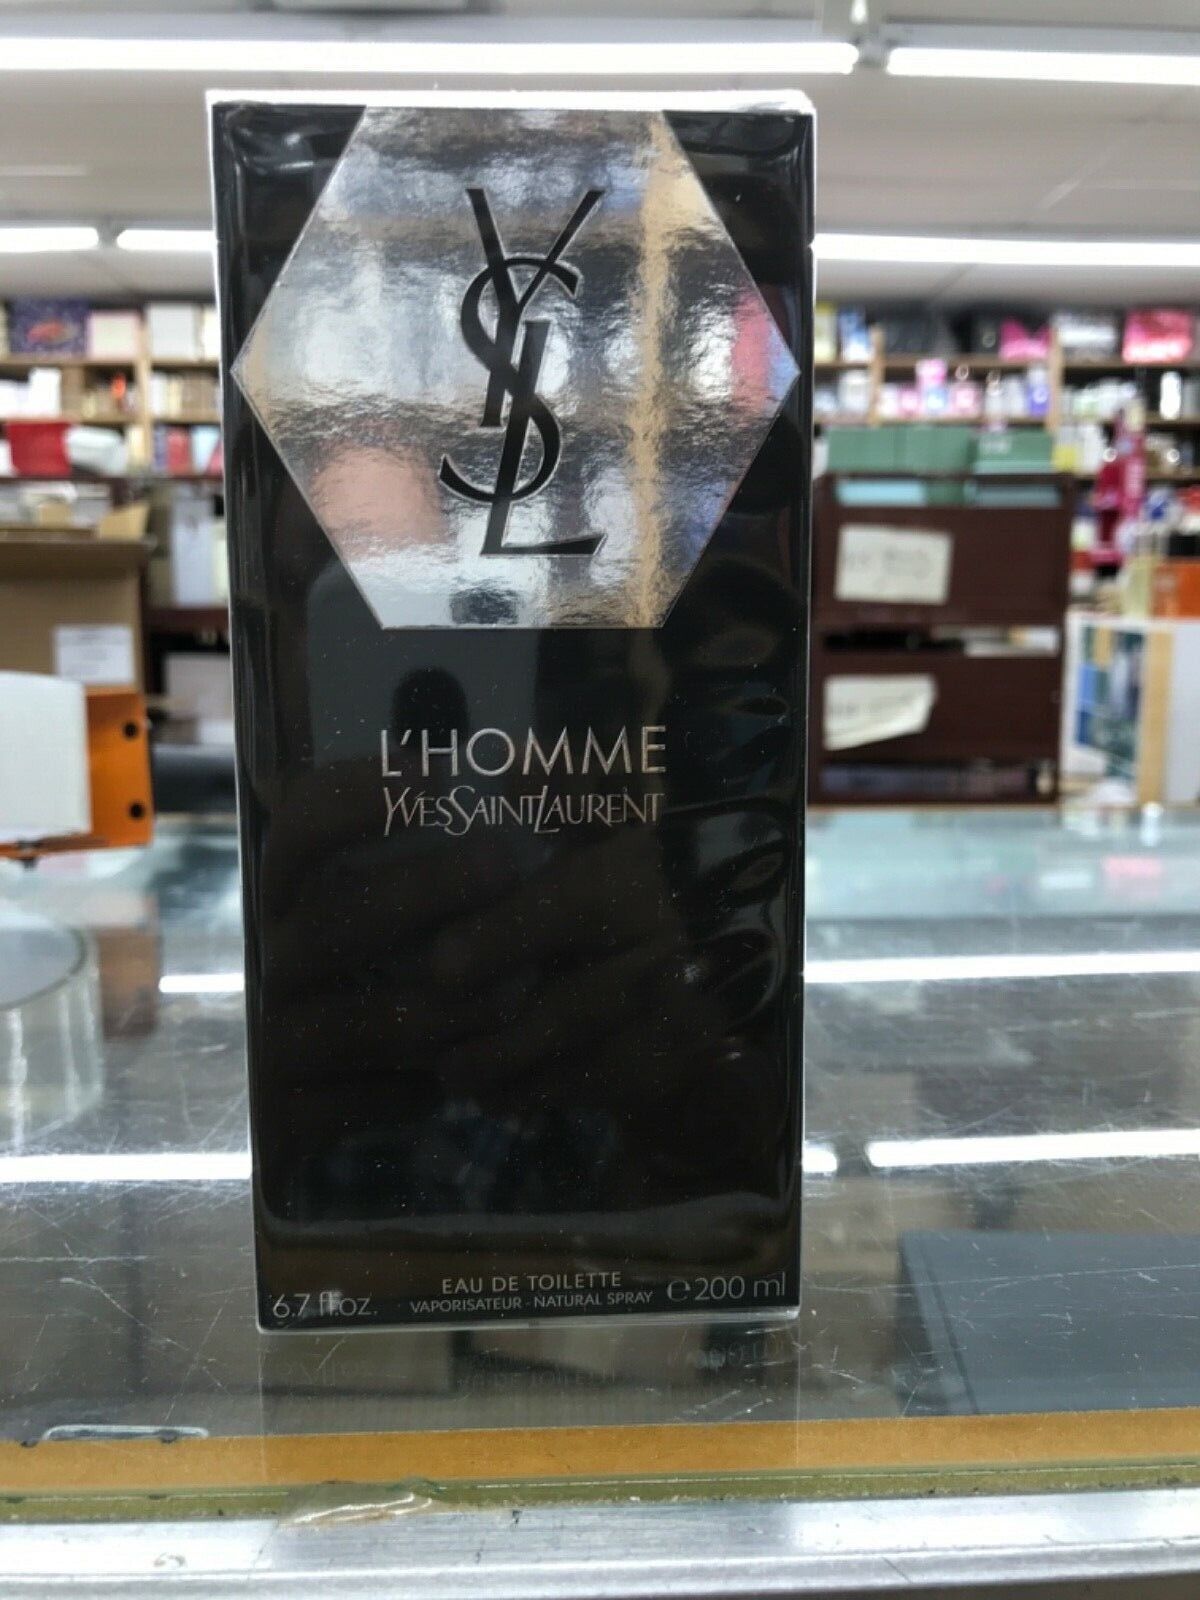 YSL
L'HOMME
YVESSAINTLAURENT
EAU DE TOILETTE
6.7 fl.oz. VAPORISATEUR - NATURAL SPRAY ℮ 200 ml